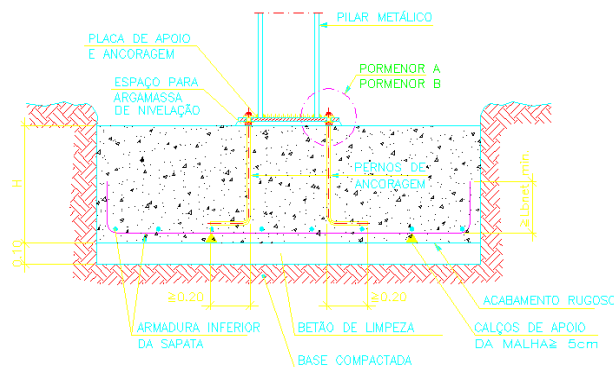 PILAR METÁLICO
PLACA DE APOIO
E ANCORAGEM
PORMENOR A
PORMENOR B
ESPAÇO PARA
ARGAMASSA
DE NIVELAÇÃO
H
PERNOS DE
ANCORAGEM
≥Lbeet. mín.
0.10
≥0.20
≥0.20
ACABAMENTO RUGOSO
ARMADURA INFERIOR
DA SAPATA
BETÃO DE LIMPEZA
CALÇOS DE APOIO
DA MALHA≥ 5cm
BASE COMPACTADA